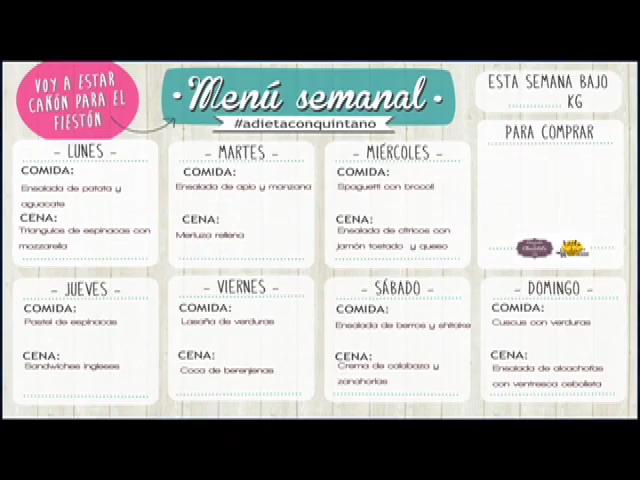 VOY A ESTAR
CAÑÓN PARA EL
FIESTÓN
Menú semanal
#adietaconquintano
ESTA SEMANA BAJO
KG
PARA COMPRAR
- LUNES -
COMIDA:
Ensalada de patata y
aguacate
CENA:
Triangulos de espinacas con
mozzarella
- MARTES -
COMIDA:
Ensalada de apio y manzana
CENA:
Merluza rellena
- MIÉRCOLES -
COMIDA:
Spaguetti con brocoli
CENA:
Ensalada de citricos con
jamón tostado y queso
- JUEVES -
COMIDA:
Pastel de espinacas
CENA:
Sandwiches ingleses
- VIERNES -
COMIDA:
Lasaña de verduras
CENA:
Coca de berenjenas
- SÁBADO -
COMIDA:
Ensalada de berros y shitake
CENA:
Crema de calabaza y
zanahorias
- DOMINGO -
COMIDA:
Cuscus con verduras
CENA:
Ensalada de alcachofas
con ventresca cebolleta